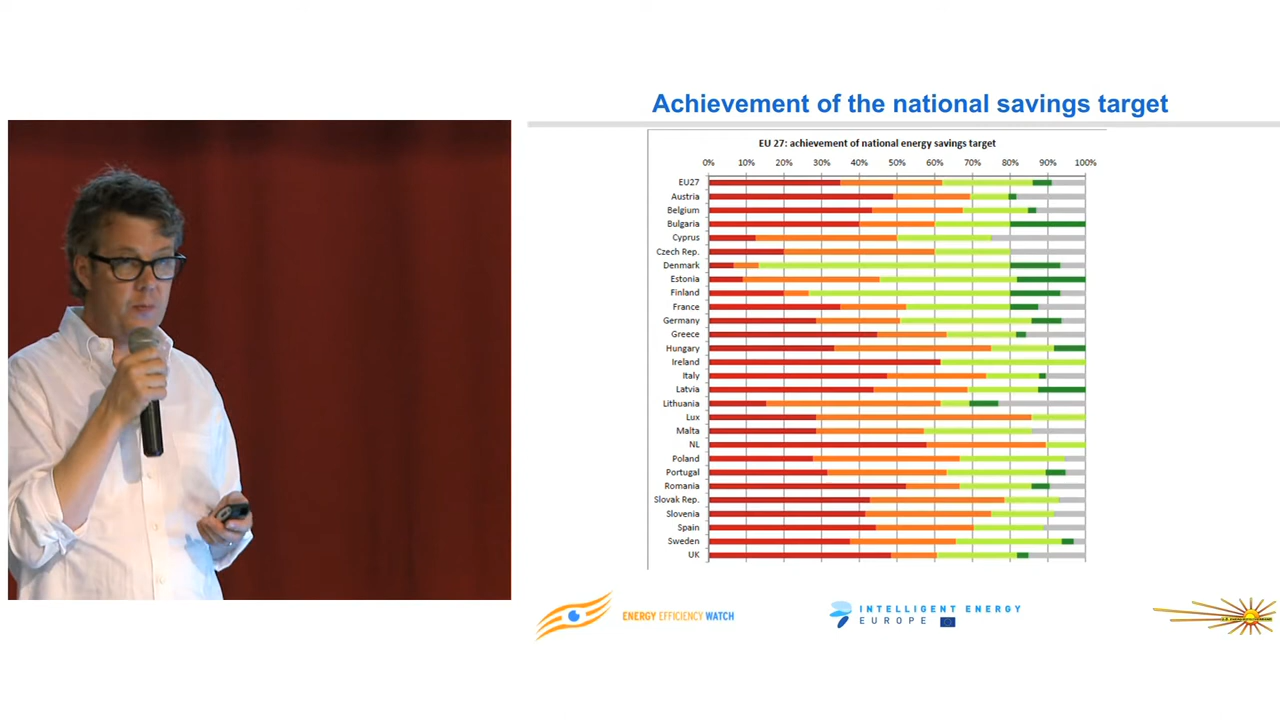 Achievement of the national savings target
EU 27: achievement of national energy savings target
0% 10% 20% 30% 40% 50% 60% 70% 80% 90% 100%
EU27
Austria
Belgium
Bulgaria
Cyprus
Czech Rep.
Denmark
Estonia
Finland
France
Germany
Greece
Hungary
Ireland
Italy
Latvia
Lithuania
Lux
Malta
NL
Poland
Portugal
Romania
Slovak Rep.
Slovenia
Spain
Sweden
UK
ENERGY EFFICIENCY WATCH
INTELLIGENT ENERGY
EUROPE